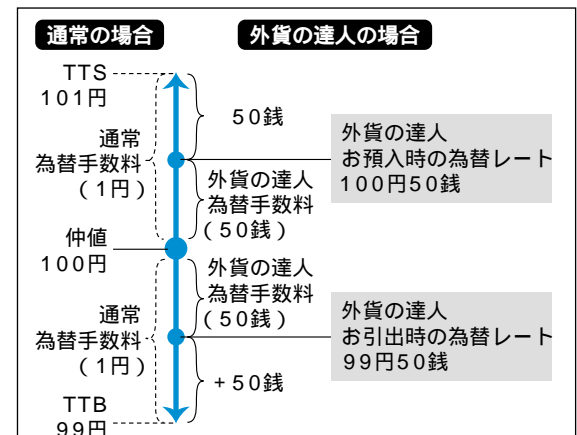 通常の場合
外貨の達人の場合
TTS
101円
50銭
通常
為替手数料
(1円)
外貨の達人
お預入時の為替レート
100円50銭
外貨の達人
為替手数料
(50銭)
仲値
100円
外貨の達人
為替手数料
(50銭)
通常
為替手数料
(1円)
外貨の達人
お引出時の為替レート
99円50銭
+50銭
TTB
99円